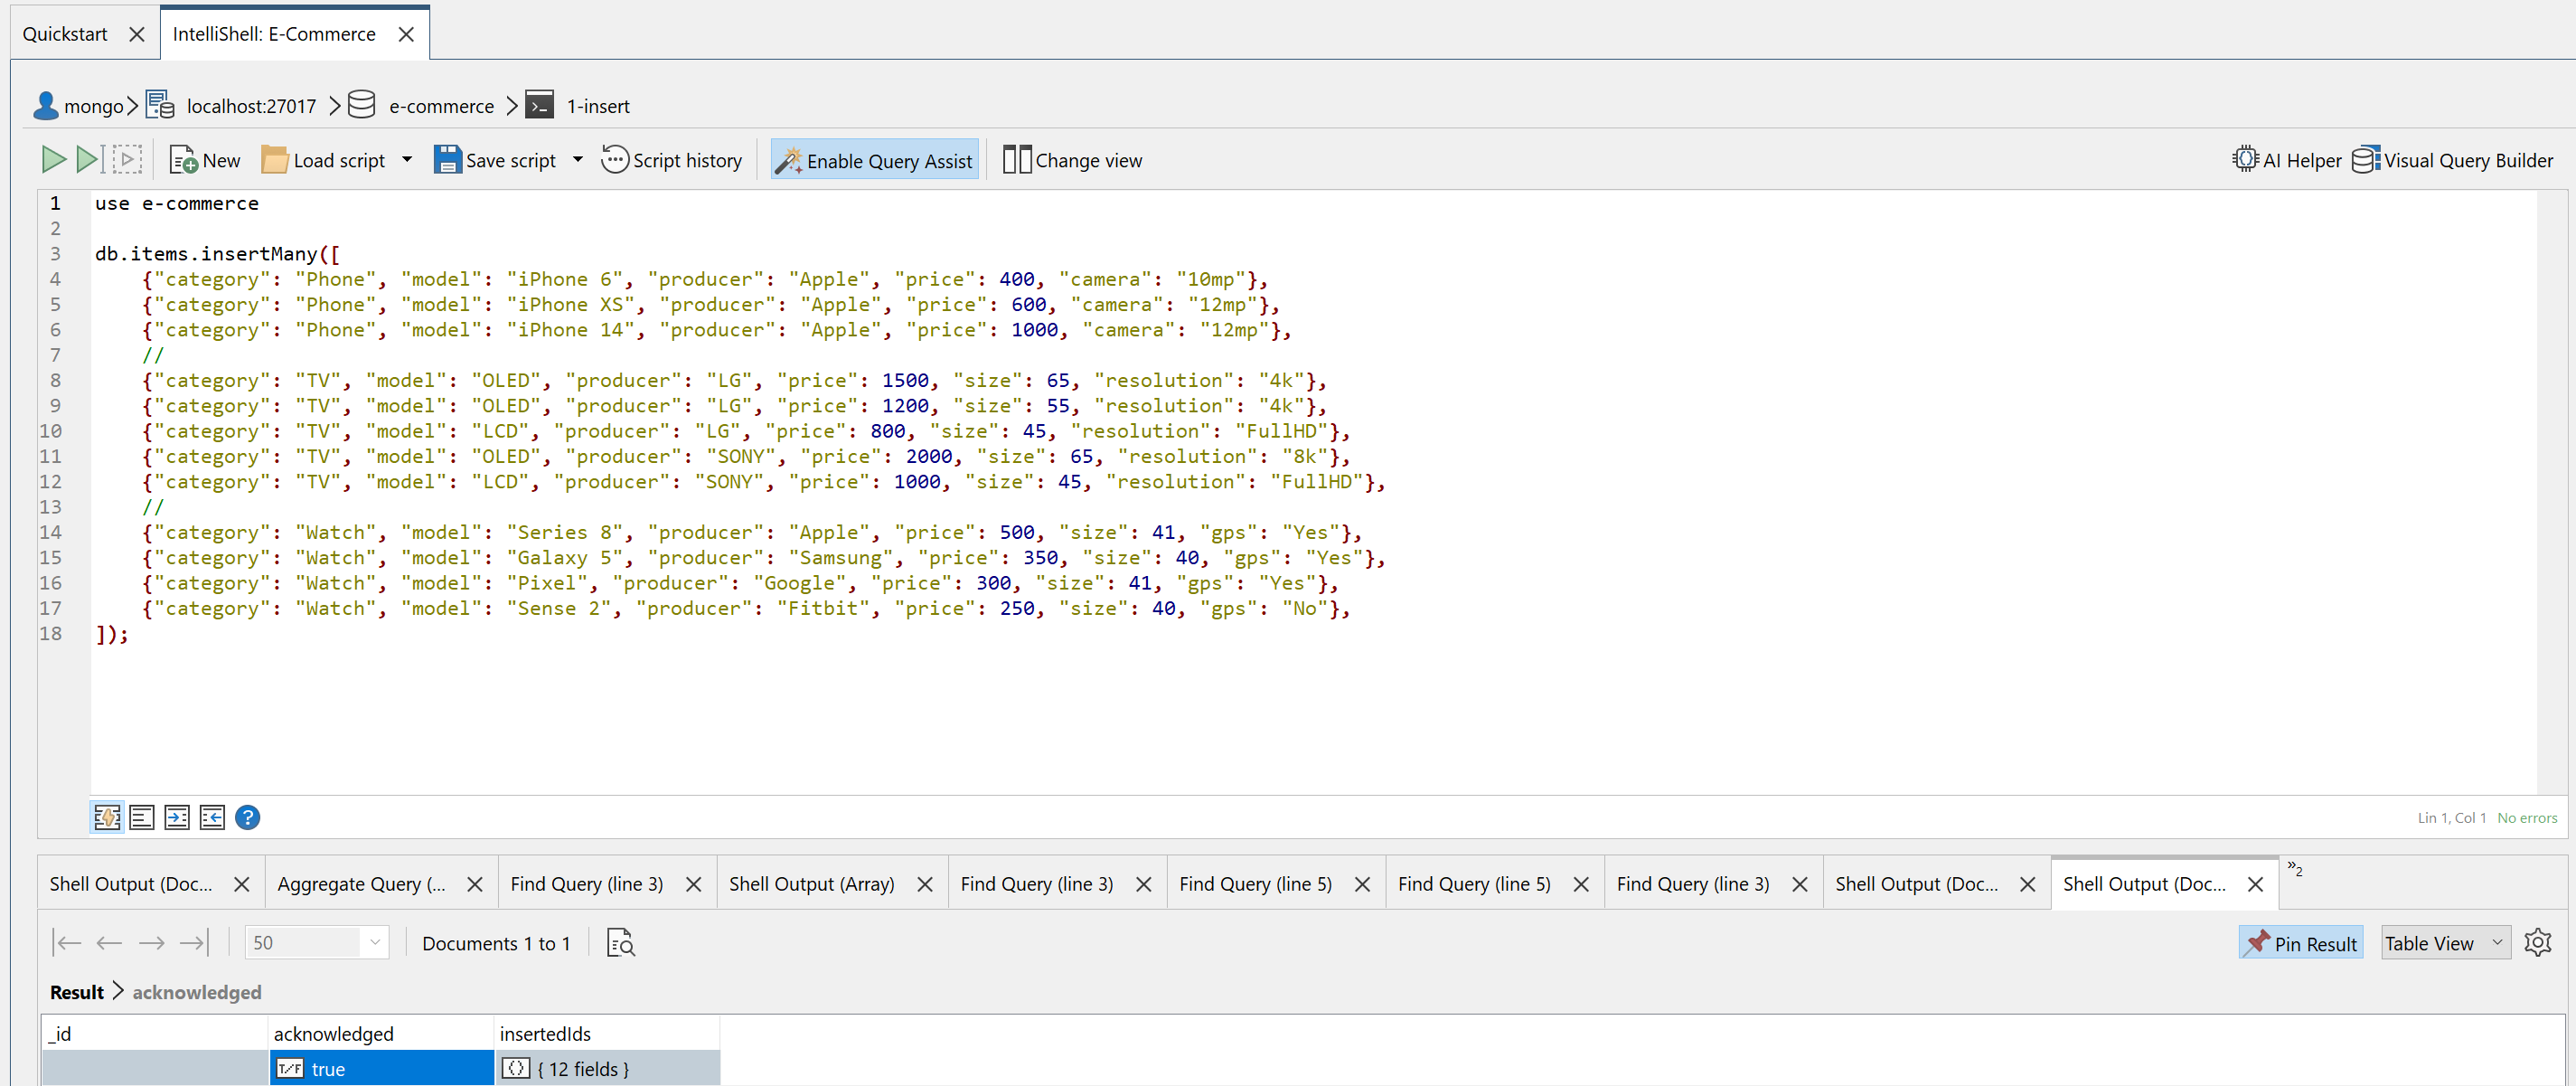 Quickstart
IntelliShell: E-Commerce
mongo localhost:27017 e-commerce 1-insert
New Load script Save script Script history Enable Query Assist Change view AI Helper Visual Query Builder
1 use e-commerce
2
3 db.items.insertMany([
4 {"category": "Phone", "model": "iPhone 6", "producer": "Apple", "price": 400, "camera": "10mp"},
5 {"category": "Phone", "model": "iPhone XS", "producer": "Apple", "price": 600, "camera": "12mp"},
6 {"category": "Phone", "model": "iPhone 14", "producer": "Apple", "price": 1000, "camera": "12mp"},
7 //
8 {"category": "TV", "model": "OLED", "producer": "LG", "price": 1500, "size": 65, "resolution": "4k"},
9 {"category": "TV", "model": "OLED", "producer": "LG", "price": 1200, "size": 55, "resolution": "4k"},
10 {"category": "TV", "model": "LCD", "producer": "LG", "price": 800, "size": 45, "resolution": "FullHD"},
11 {"category": "TV", "model": "OLED", "producer": "SONY", "price": 2000, "size": 65, "resolution": "8k"},
12 {"category": "TV", "model": "LCD", "producer": "SONY", "price": 1000, "size": 45, "resolution": "FullHD"},
13 //
14 {"category": "Watch", "model": "Series 8", "producer": "Apple", "price": 500, "size": 41, "gps": "Yes"},
15 {"category": "Watch", "model": "Galaxy 5", "producer": "Samsung", "price": 350, "size": 40, "gps": "Yes"},
16 {"category": "Watch", "model": "Pixel", "producer": "Google", "price": 300, "size": 41, "gps": "Yes"},
17 {"category": "Watch", "model": "Sense 2", "producer": "Fitbit", "price": 250, "size": 40, "gps": "No"},
18 ]);
Lin 1, Col 1 No errors
Shell Output (Doc... Aggregate Query (... Find Query (line 3) Shell Output (Array) Find Query (line 3) Find Query (line 5) Find Query (line 5) Find Query (line 3) Shell Output (Doc... Shell Output (Doc... »2
50 Documents 1 to 1 Pin Result Table View
Result > acknowledged
_id acknowledged insertedIds
T/F true { 12 fields }